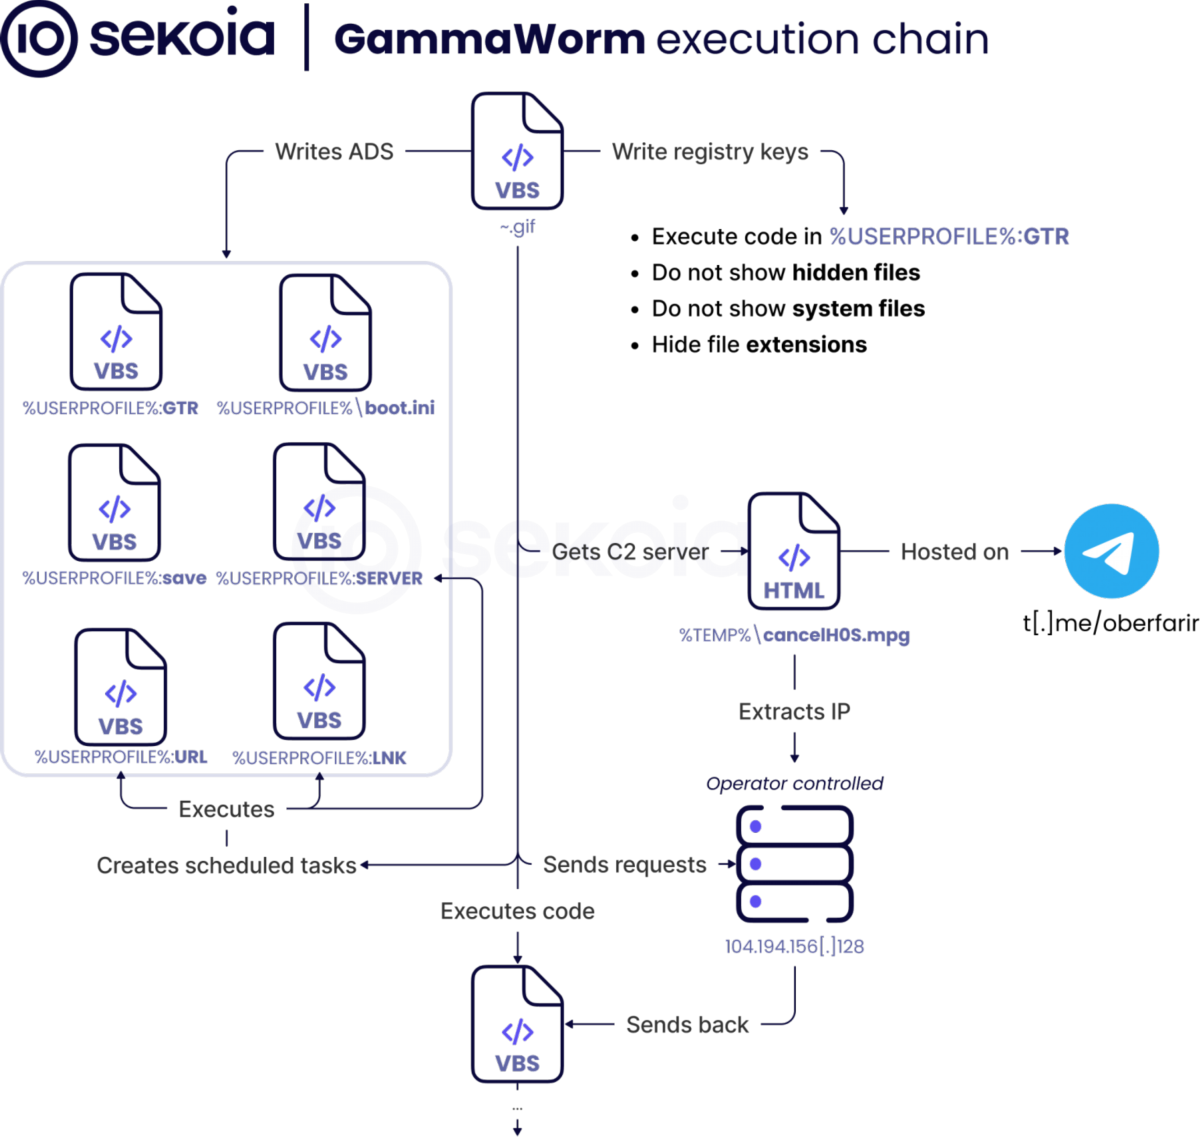 IO sekoia | GammaWorm execution chain
Writes ADS
</>
VBS
~.gif
Write registry keys
• Execute code in %USERPROFILE%:GTR
• Do not show hidden files
• Do not show system files
• Hide file extensions
</>
VBS
%USERPROFILE%:GTR
</>
VBS
%USERPROFILE%\boot.ini
</>
VBS
%USERPROFILE%:save
</>
VBS
%USERPROFILE%:SERVER
</>
VBS
%USERPROFILE%:URL
</>
VBS
%USERPROFILE%:LNK
IO sekoia
Executes
Creates scheduled tasks
Gets C2 server
</>
HTML
%TEMP%\cancelH0S.mpg
Hosted on
t[.]me/oberfarir
Extracts IP
Operator controlled
Sends requests
104.194.156[.]128
Executes code
Sends back
</>
VBS
...